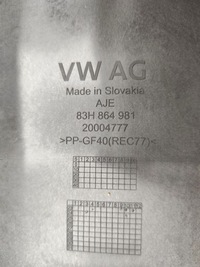 VW AG
Made in Slovakia
AJE
83H 864 981
20004777
>PP-GF40(REC77)<